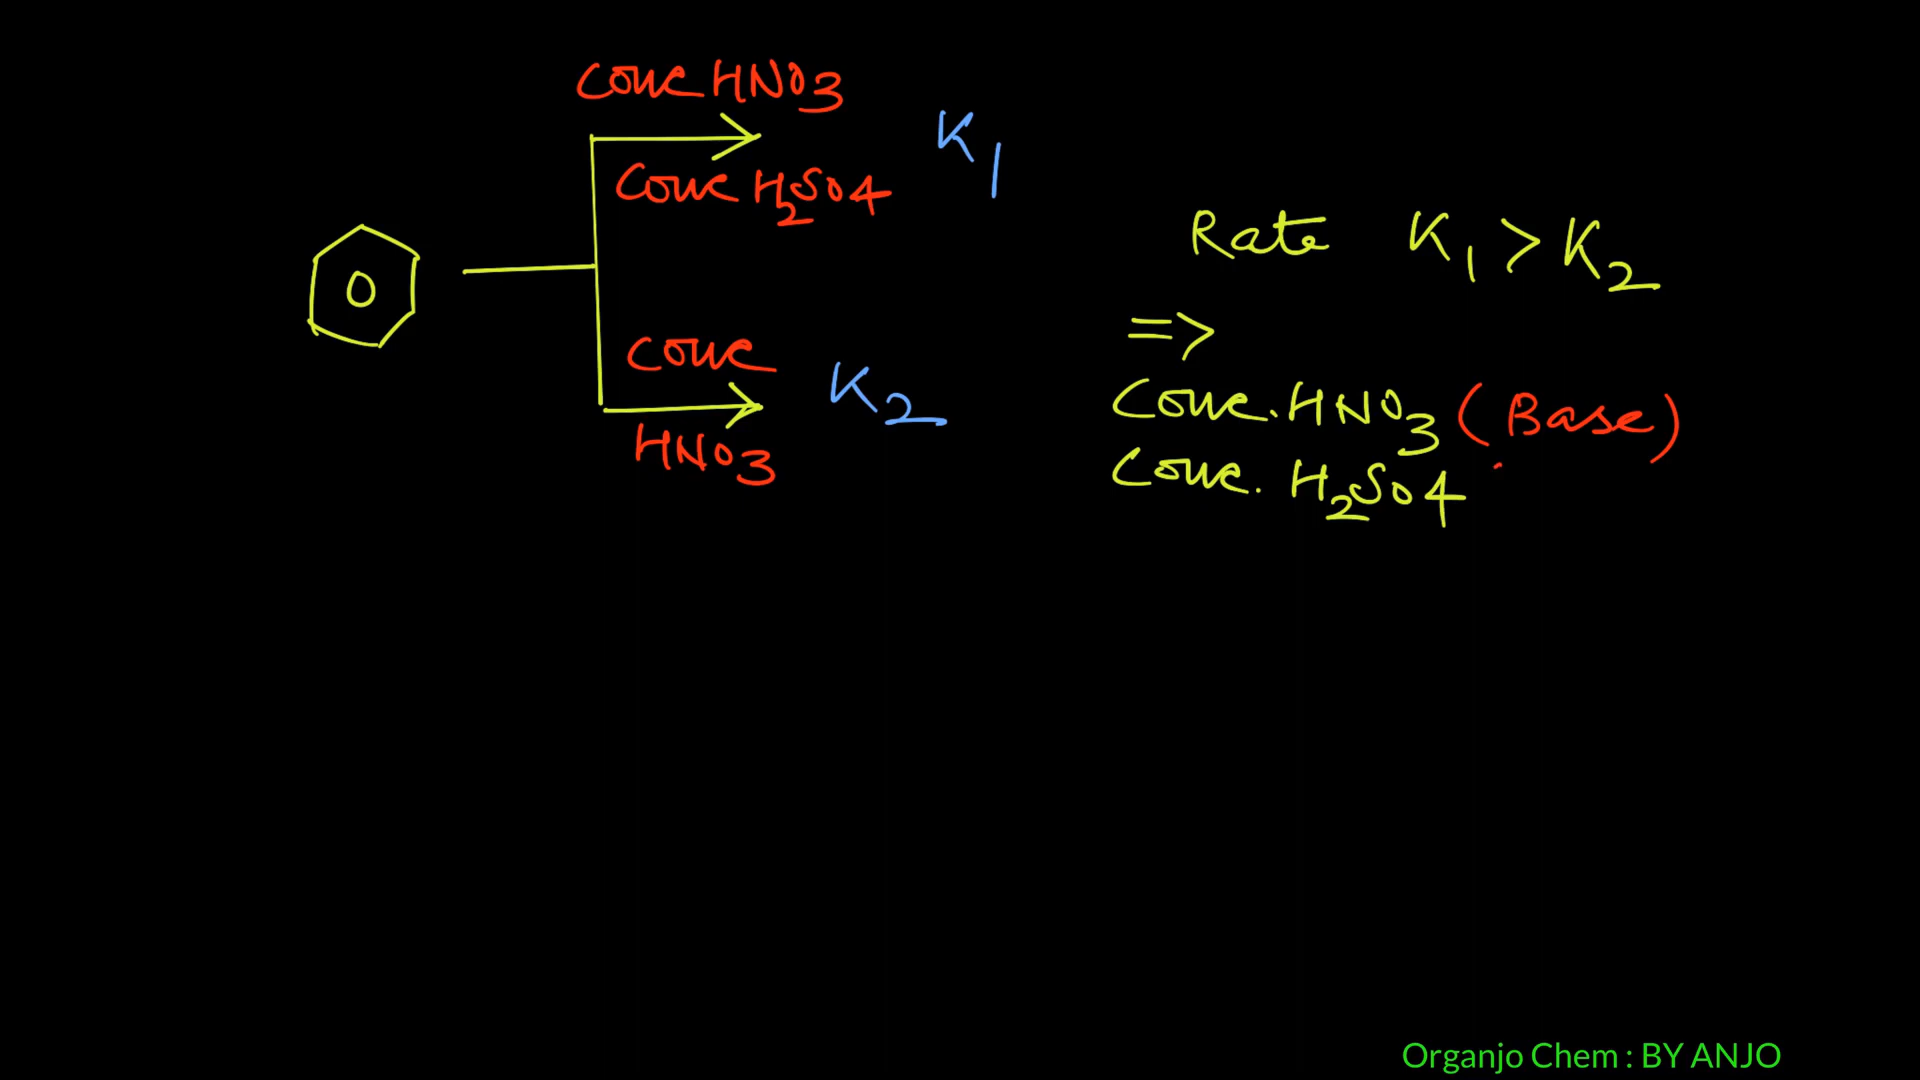 Conc HNO3
Conc H2SO4
K1
O
Conc
HNO3
K2
Rate K1 > K2
=>
Conc. HNO3 (Base)
Conc. H2SO4
Organjo Chem : BY ANJO